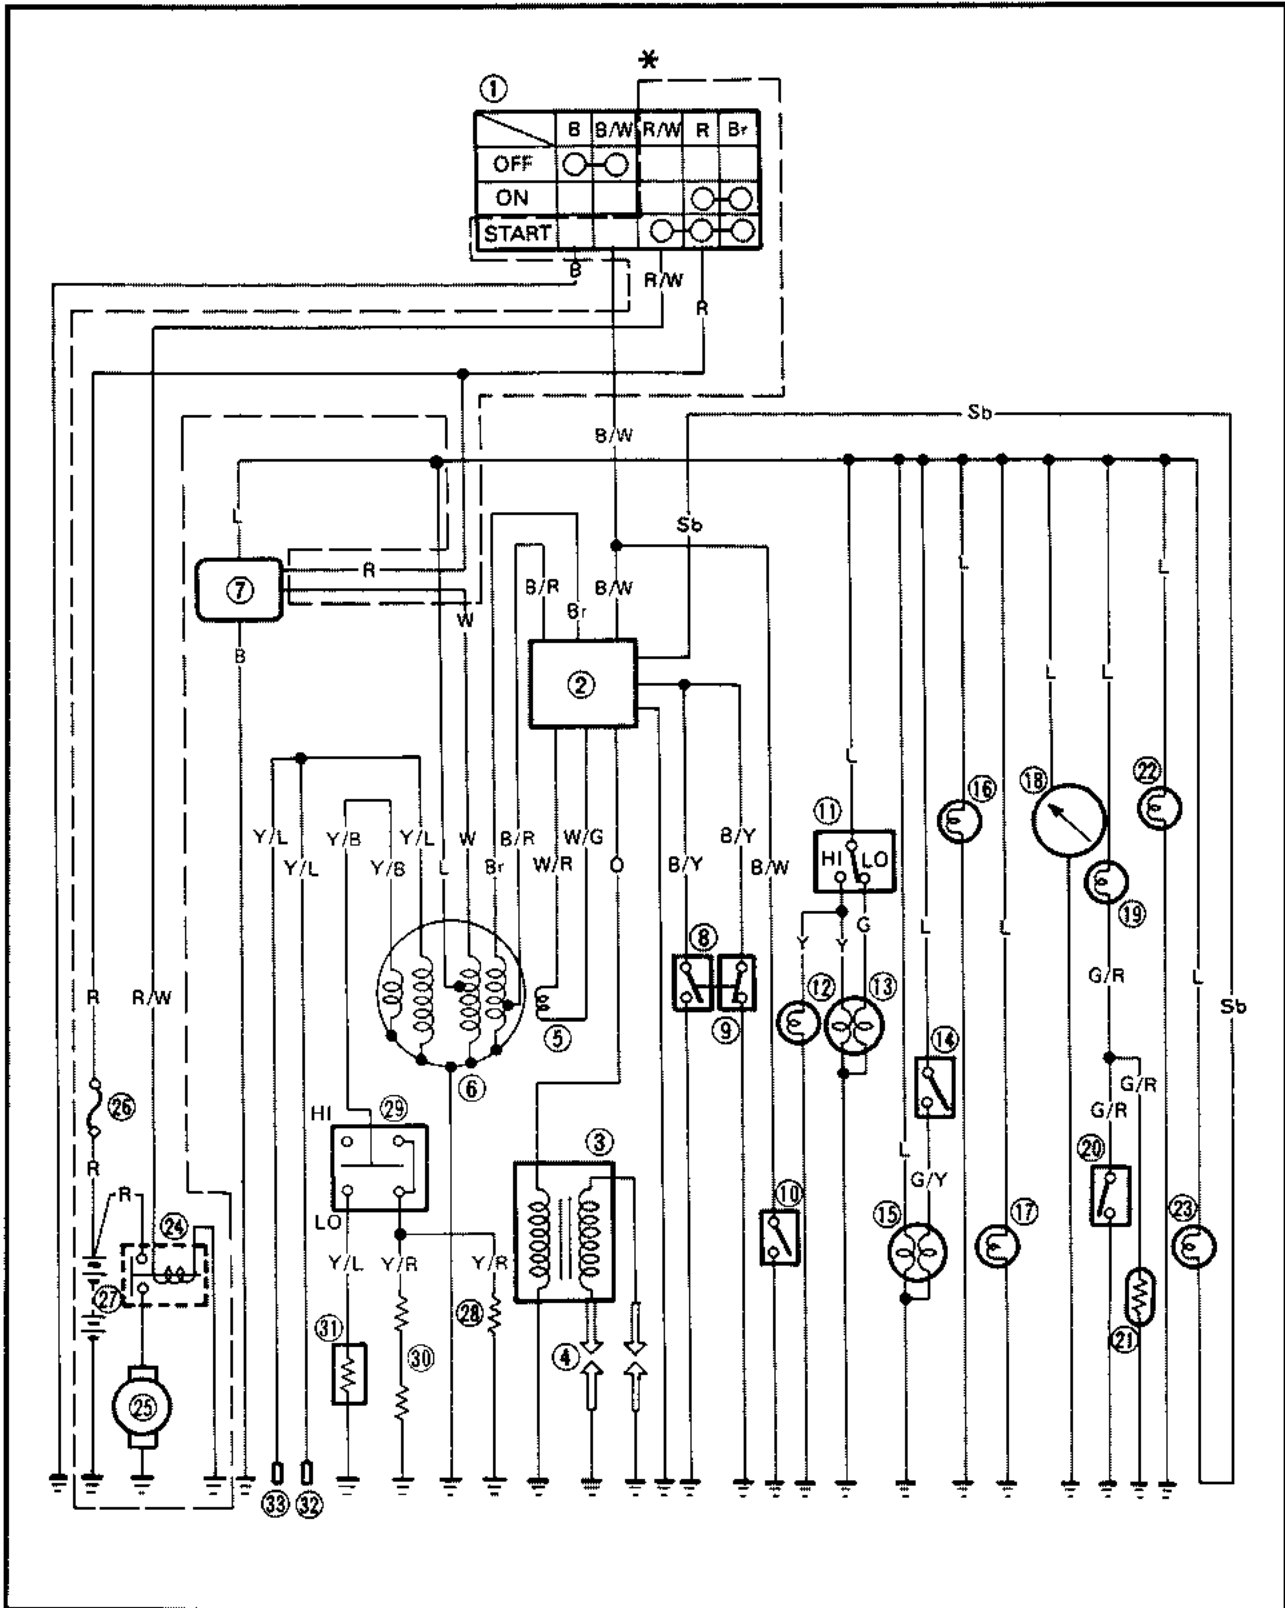 *
①
B B/W R/W R Br
OFF
ON
START
B
R/W
R
B/W
Sb
Sb
L
R
B/R
B/W
Br
L
L
⑦
W
B
②
L
L
L
⑱
⑯
㉒
⑪
HI LO
Y/L
Y/B
Y/L
W
B/R
W/G
B/Y
Y/L
Y/B
L
Br
W/R
O
B/Y
B/W
⑲
Y
Y
G
L
L
⑧
⑫
⑬
G/R
L
Sb
R
R/W
⑨
⑤
⑭
⑥
㉖
HI
㉙
G/R
G/R
③
⑳
R
R
LO
L
G/Y
⑩
⑮
⑰
㉓
㉔
Y/L
Y/R
Y/R
㉗
㉘
㉛
㉚
④
㉑
㉕
㉝
㉜